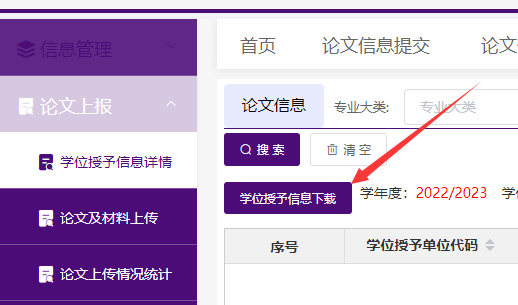 信息管理
论文上报
学位授予信息详情
论文及材料上传
论文上传情况统计
首页 论文信息提交
论文信息 专业大类: 专业大类
搜索 清空
学位授予信息下载 学年度：2022/2023
序号 学位授予单位代码